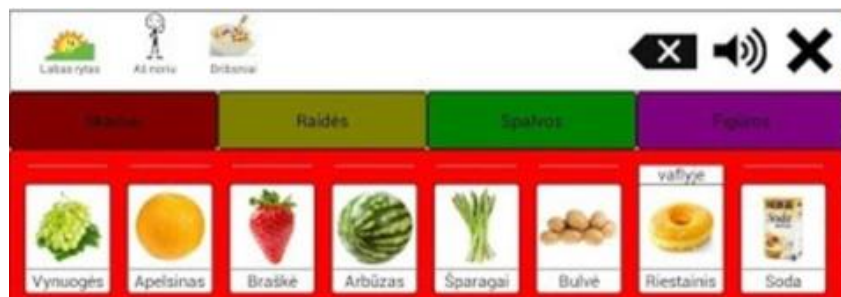 Labas rytas Aš noriu Dribsniai
Raidės Spalvos Figūros
vaflyje
Vynuogės Apelsinas Braškė Arbūzas Šparagai Bulvė Riestainis Soda